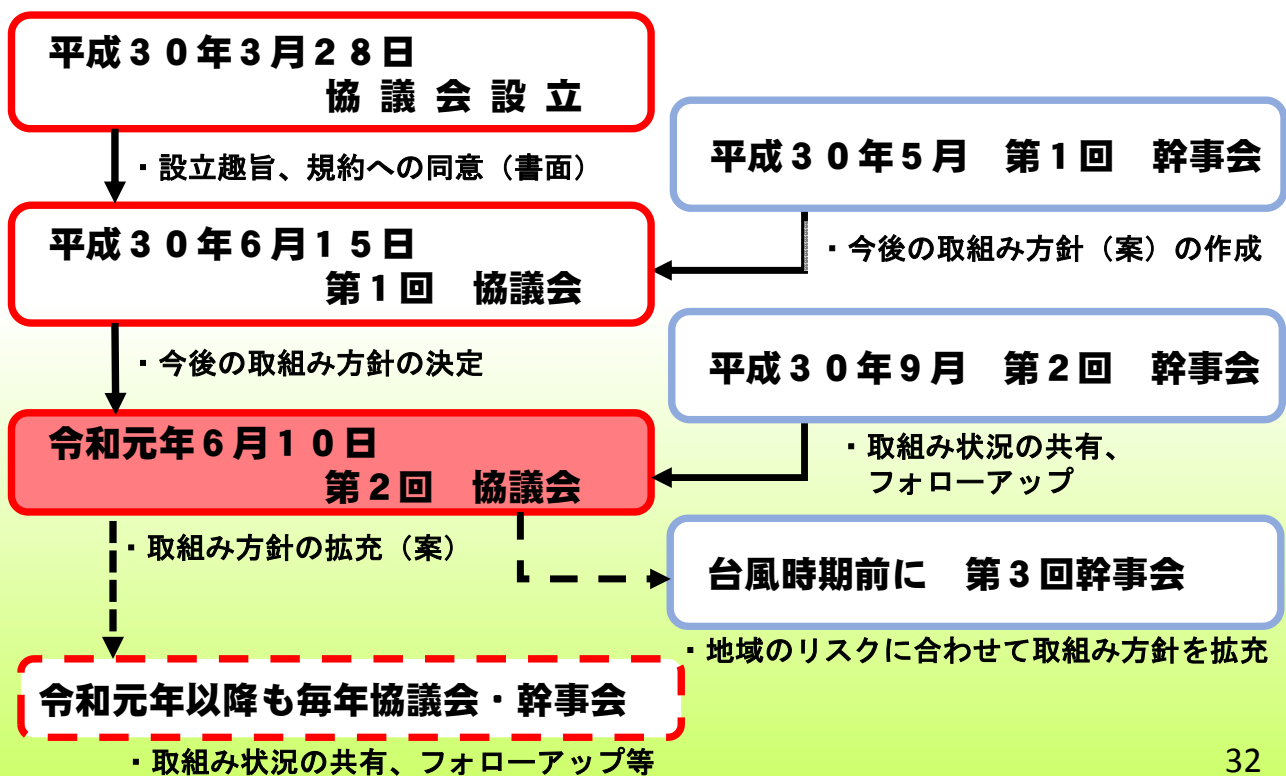 平成３０年３月２８日
協議会設立
・設立趣旨、規約への同意（書面）
平成３０年５月　第１回　幹事会
・今後の取組み方針（案）の作成
平成３０年６月１５日
第１回　協議会
・今後の取組み方針の決定
平成３０年９月　第２回　幹事会
・取組み状況の共有、
フォローアップ
令和元年６月１０日
第２回　協議会
・取組み方針の拡充（案）
台風時期前に　第３回幹事会
・地域のリスクに合わせて取組み方針を拡充
令和元年以降も毎年協議会・幹事会
・取組み状況の共有、フォローアップ等
32